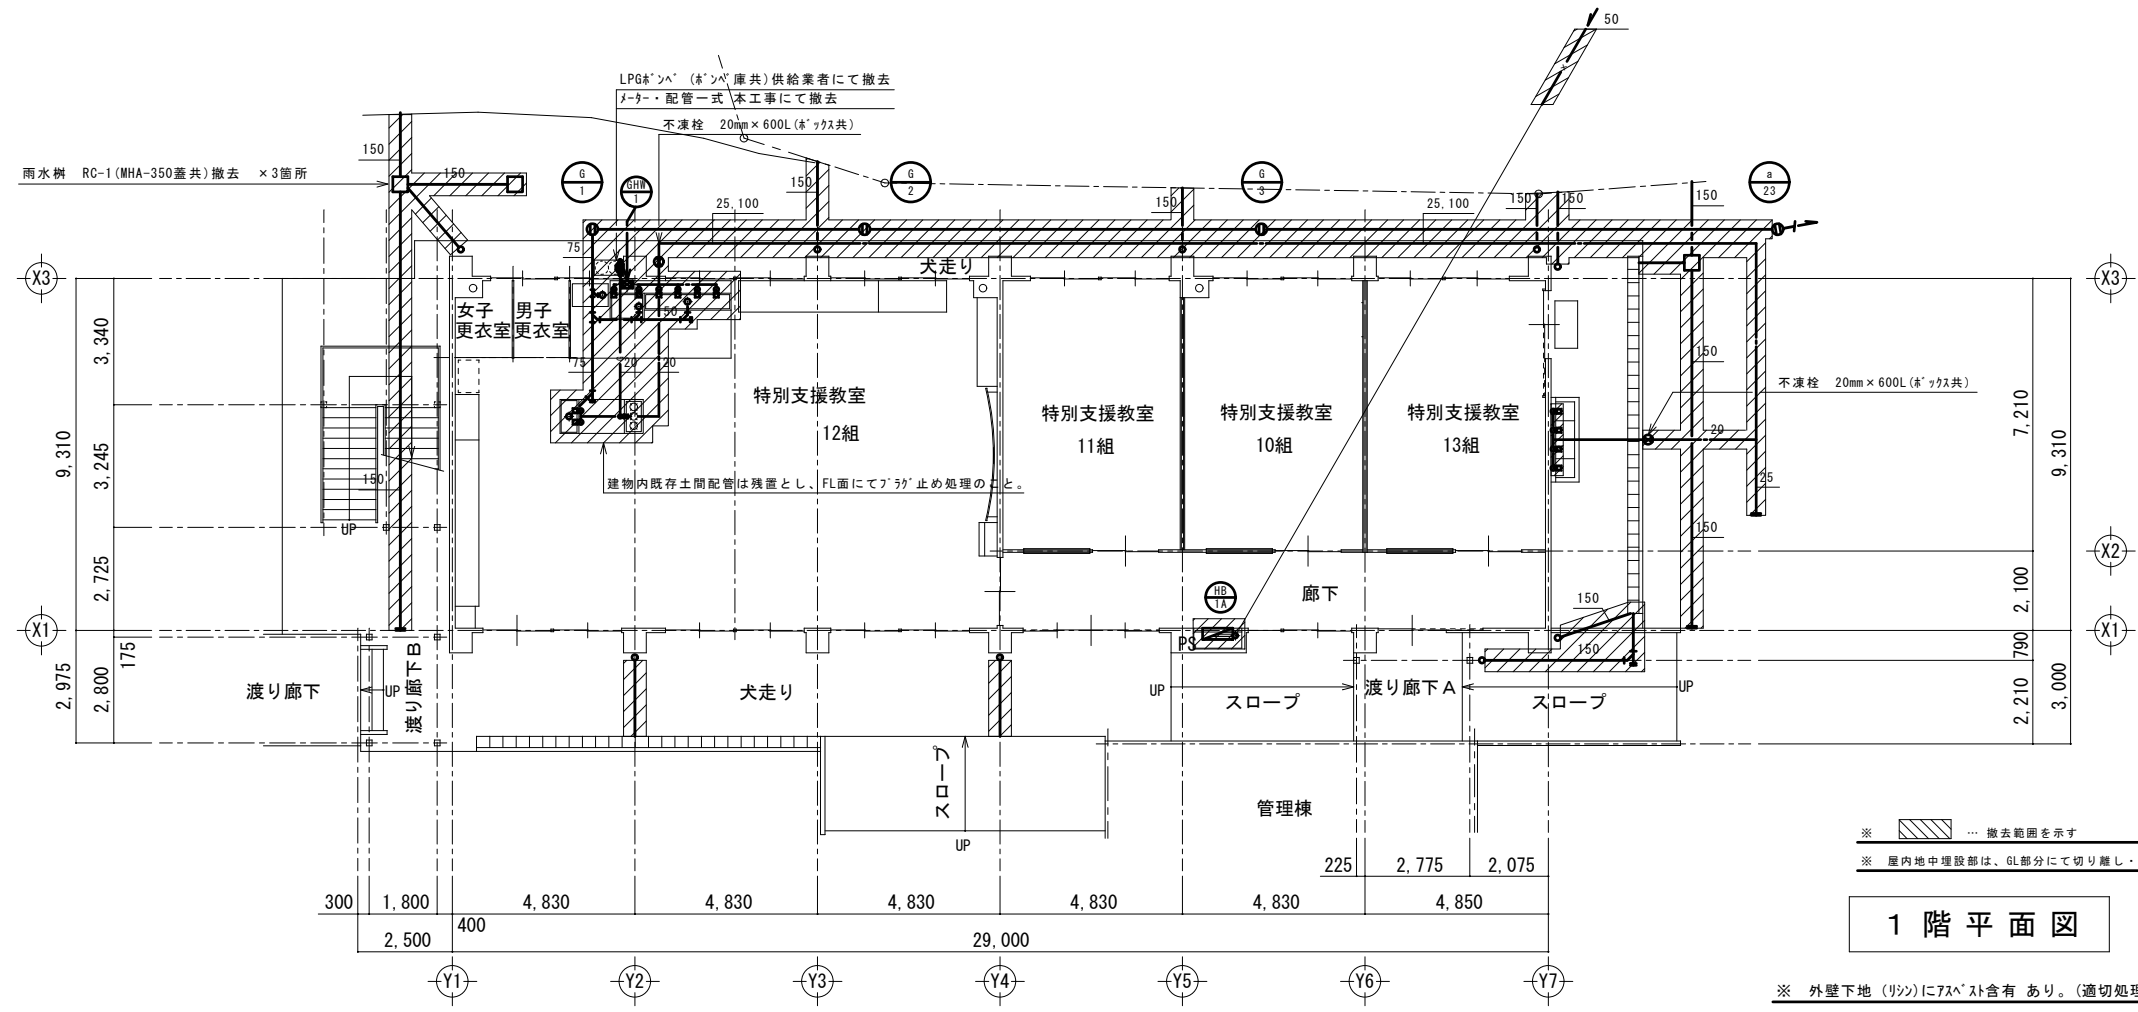 50
LPGﾎﾞﾝﾍﾞ (ﾎﾞﾝﾍﾞ庫共)供給業者にて撤去
ﾒｰﾀｰ・配管一式 本工事にて撤去
不凍栓 20mm×600L(ﾎﾞｯｸｽ共)
150
雨水桝 RC-1(MHA-350蓋共)撤去 ×3箇所
150
G
1
GHW
1
150
G
2
150
G
3
150
150
a
23
150
25,100
25,100
75
X3
犬走り
X3
女子
更衣室
男子
更衣室
50
75
20
20
3,340
150
不凍栓 20mm×600L(ﾎﾞｯｸｽ共)
特別支援教室
12組
特別支援教室
11組
特別支援教室
10組
特別支援教室
13組
7,210
20
9,310
3,245
9,310
150
建物内既存土間配管は残置とし、FL面にてﾌﾟﾗｸﾞ止め処理のこと。
25
UP
150
X2
2,725
HB
1A
廊下
150
2,100
X1
X1
175
PS
150
790
2,975
2,800
渡り廊下
UP
渡り廊下B
犬走り
UP
スロープ
渡り廊下A
スロープ
UP
2,210
3,000
スロープ
UP
管理棟
※ … 撤去範囲を示す
※ 屋内地中埋設部は、GL部分にて切り離し・
225
2,775
2,075
300
1,800
400
4,830
4,830
4,830
4,830
4,830
4,850
2,500
29,000
1階平面図
Y1
Y2
Y3
Y4
Y5
Y6
Y7
※ 外壁下地 (ﾘｼﾝ)にｱｽﾍﾞｽﾄ含有 あり。(適切処理